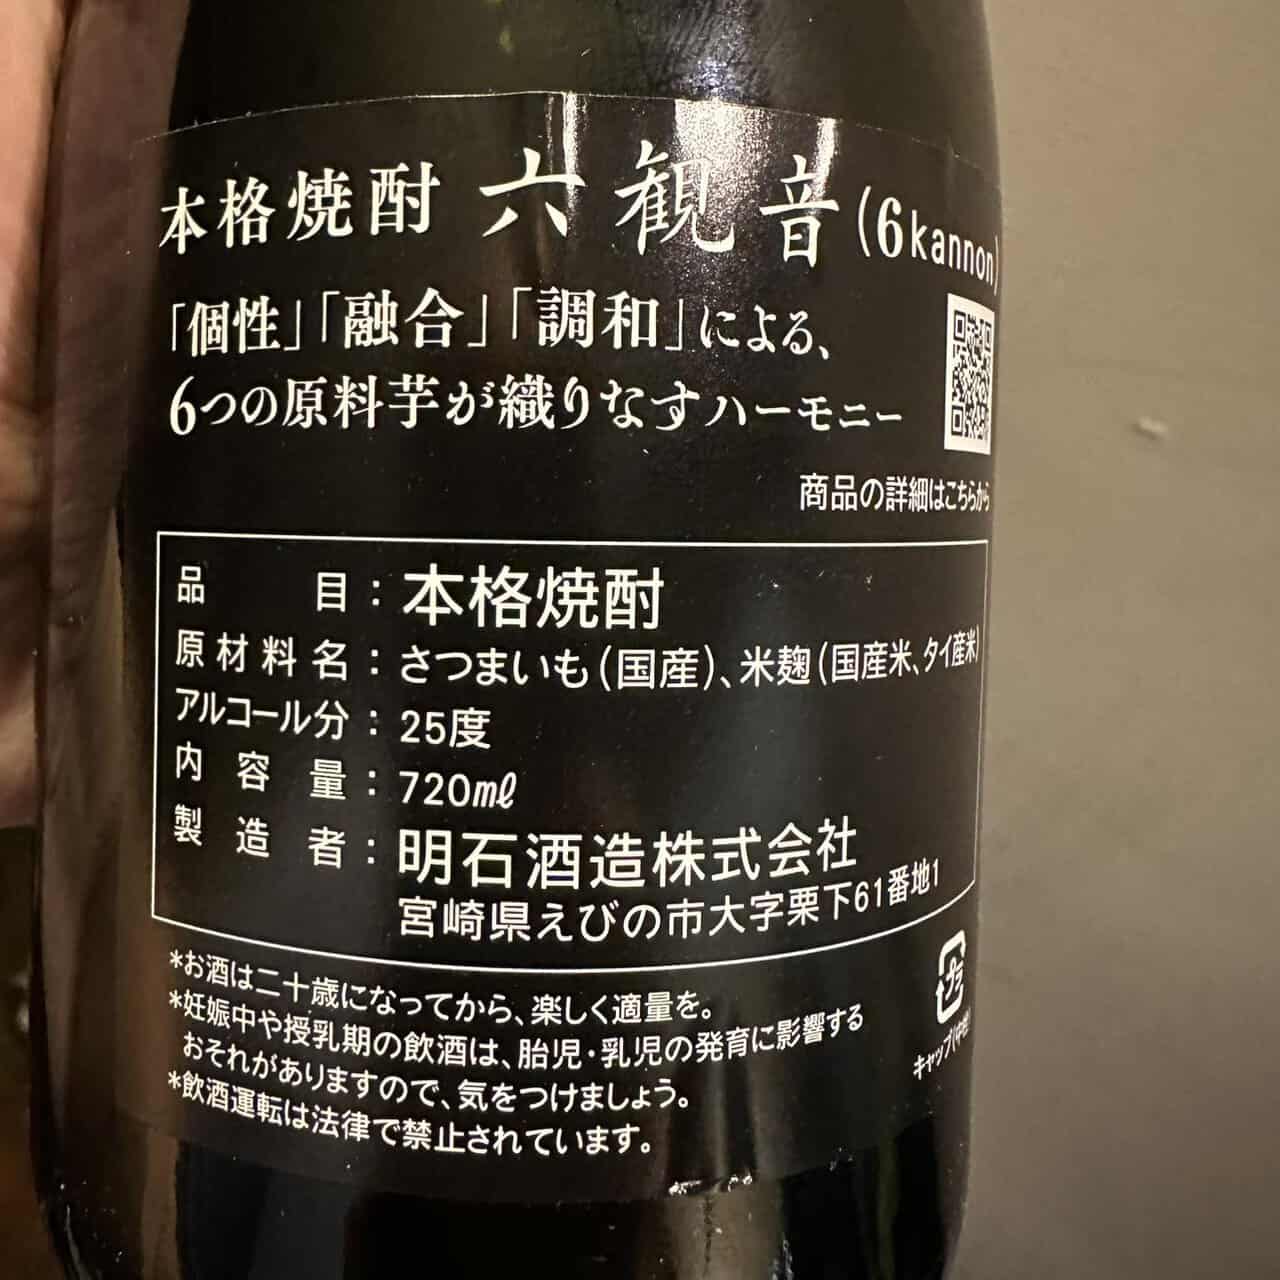 本格焼酎 六観音(6kannon)
「個性」「融合」「調和」による、
6つの原料芋が織りなすハーモニー
商品の詳細はこちらから
品目：本格焼酎
原材料名：さつまいも(国産)、米麹(国産米、タイ産米)
アルコール分：25度
内容量：720mℓ
製造者：明石酒造株式会社
宮崎県えびの市大字栗下61番地1
プラ
キャップ(中栓)
*お酒は二十歳になってから、楽しく適量を。
*妊娠中や授乳期の飲酒は、胎児・乳児の発育に影響する
おそれがありますので、気をつけましょう。
*飲酒運転は法律で禁止されています。